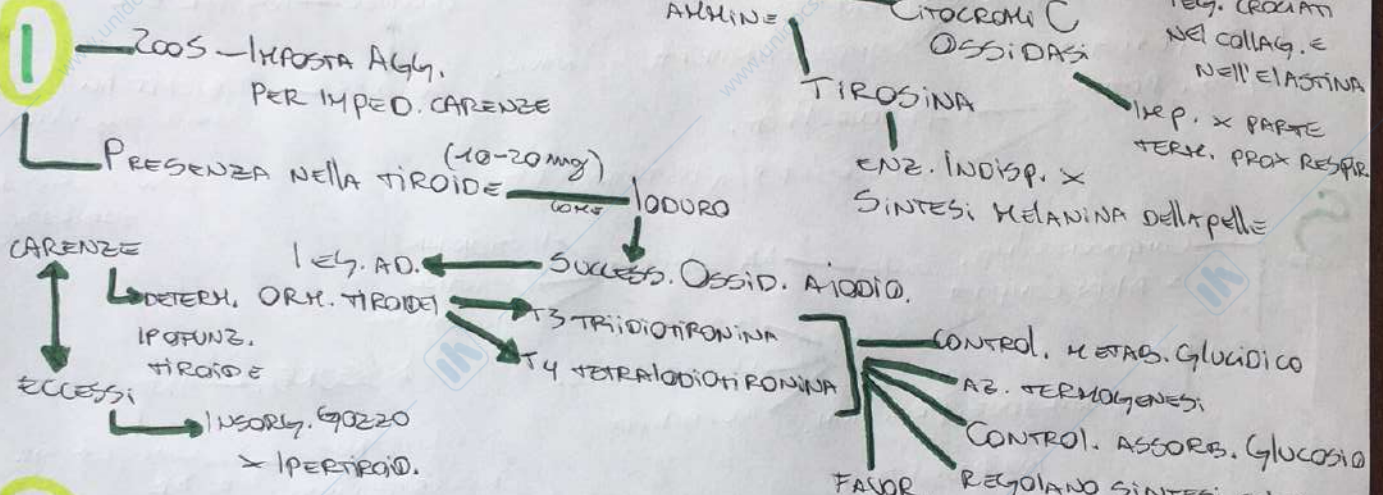 AMMINE
CITOCROMI C
OSSIDASI
LEG. CROCIATI
NEL COLLAG. E
NELL'ELASTINA
I
2005 - IMPOSTA AGG.
PER IMPED. CARENZE
TIROSINA
IMP. X PARTE
TERM. PROX RESPIR.
ENZ. INDISP. X
SINTESI MELANINA DELLA PELLE
PRESENZA NELLA TIROIDE (10-20 mg)
COME
IODURO
CARENZE
LEG. AD.
SUCCESS. OSSID. A IODIO.
DETERM.
IPOFUNZ.
TIROIDE
ORM. TIROIDEI
T3 TRIIDIOTIRONINA
T4 TETRAIODIOTIRONINA
ECCESSI
INSORG. GOZZO
X IPERTIROID.
CONTROL. METAB. GLUCIDICO
AZ. TERMOGENESI
CONTROL. ASSORB. GLUCOSIO
REGOLANO SINTESI
FAVOR